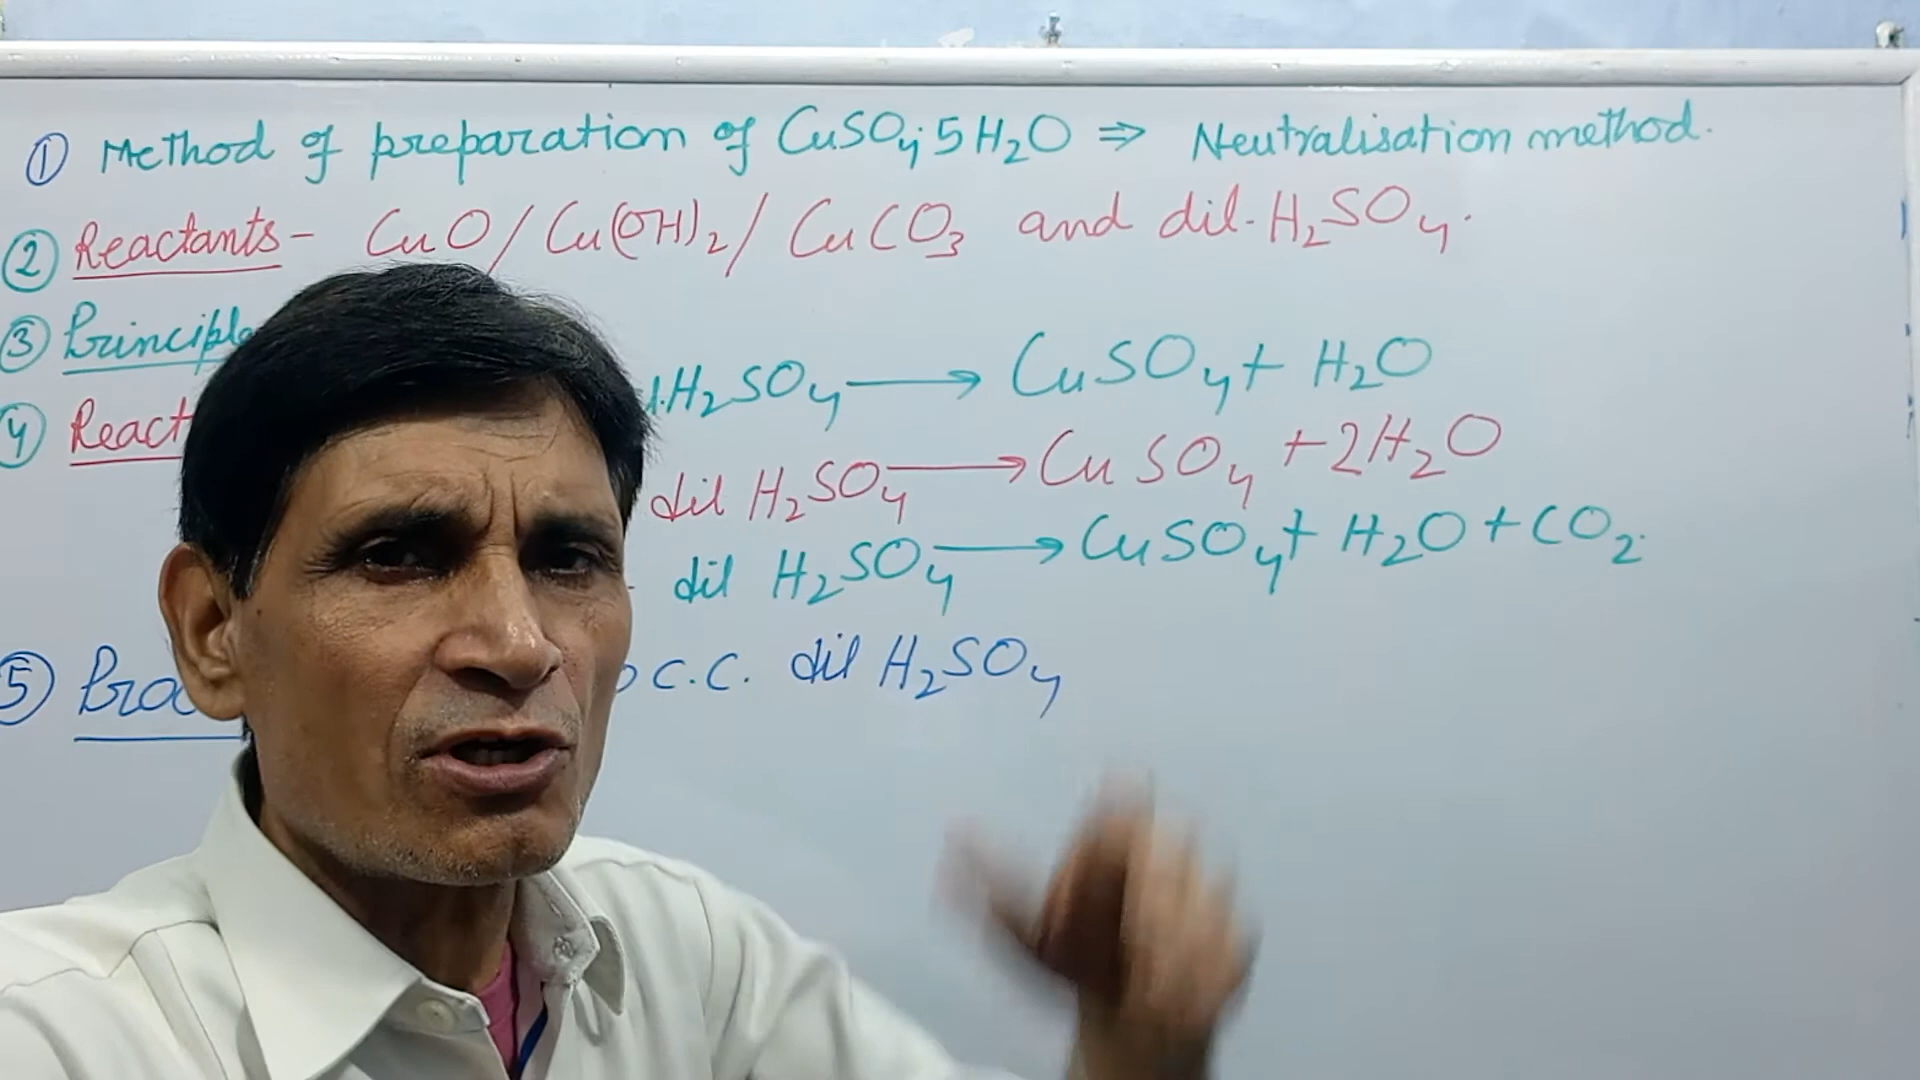 ① Method of preparation of CuSO₄·5H₂O ⇒ Neutralisation method.
② Reactants - CuO / Cu(OH)₂ / CuCO₃ and dil. H₂SO₄.
③ Principle
H₂SO₄ → CuSO₄ + H₂O
④ React
dil H₂SO₄ → CuSO₄ + 2H₂O
dil H₂SO₄ → CuSO₄ + H₂O + CO₂.
⑤ C.C. dil H₂SO₄